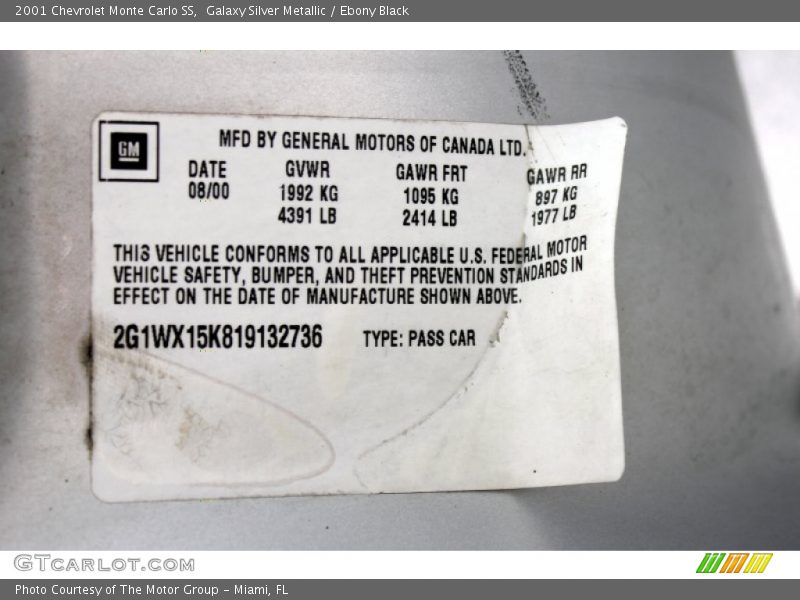 2001 Chevrolet Monte Carlo SS,  Galaxy Silver Metallic / Ebony Black
GM
MFD BY GENERAL MOTORS OF CANADA LTD.
DATE GVWR GAWR FRT GAWR RR
08/00 1992 KG 1095 KG 897 KG
4391 LB 2414 LB 1977 LB
THIS VEHICLE CONFORMS TO ALL APPLICABLE U.S. FEDERAL MOTOR
VEHICLE SAFETY, BUMPER, AND THEFT PREVENTION STANDARDS IN
EFFECT ON THE DATE OF MANUFACTURE SHOWN ABOVE.
2G1WX15K819132736 TYPE: PASS CAR
GTCARLOT.COM
Photo Courtesy of The Motor Group – Miami, FL